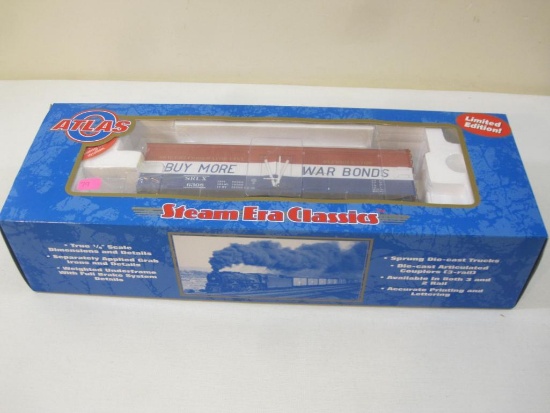 ATLAS
Limited
Edition!
BUY MORE WAR BONDS
Steam Era Classics
• True 1/4" Scale
Dimensions and Details
• Separately Applied Grab
Irons and Details
• Weighted Underframe
With Full Brake System
Details
• Sprung Die-cast Trucks
• Die-cast Articulated
Couplers (3-rail)
• Available in Both 3 and
2 Rail
• Accurate Printing and
Lettering